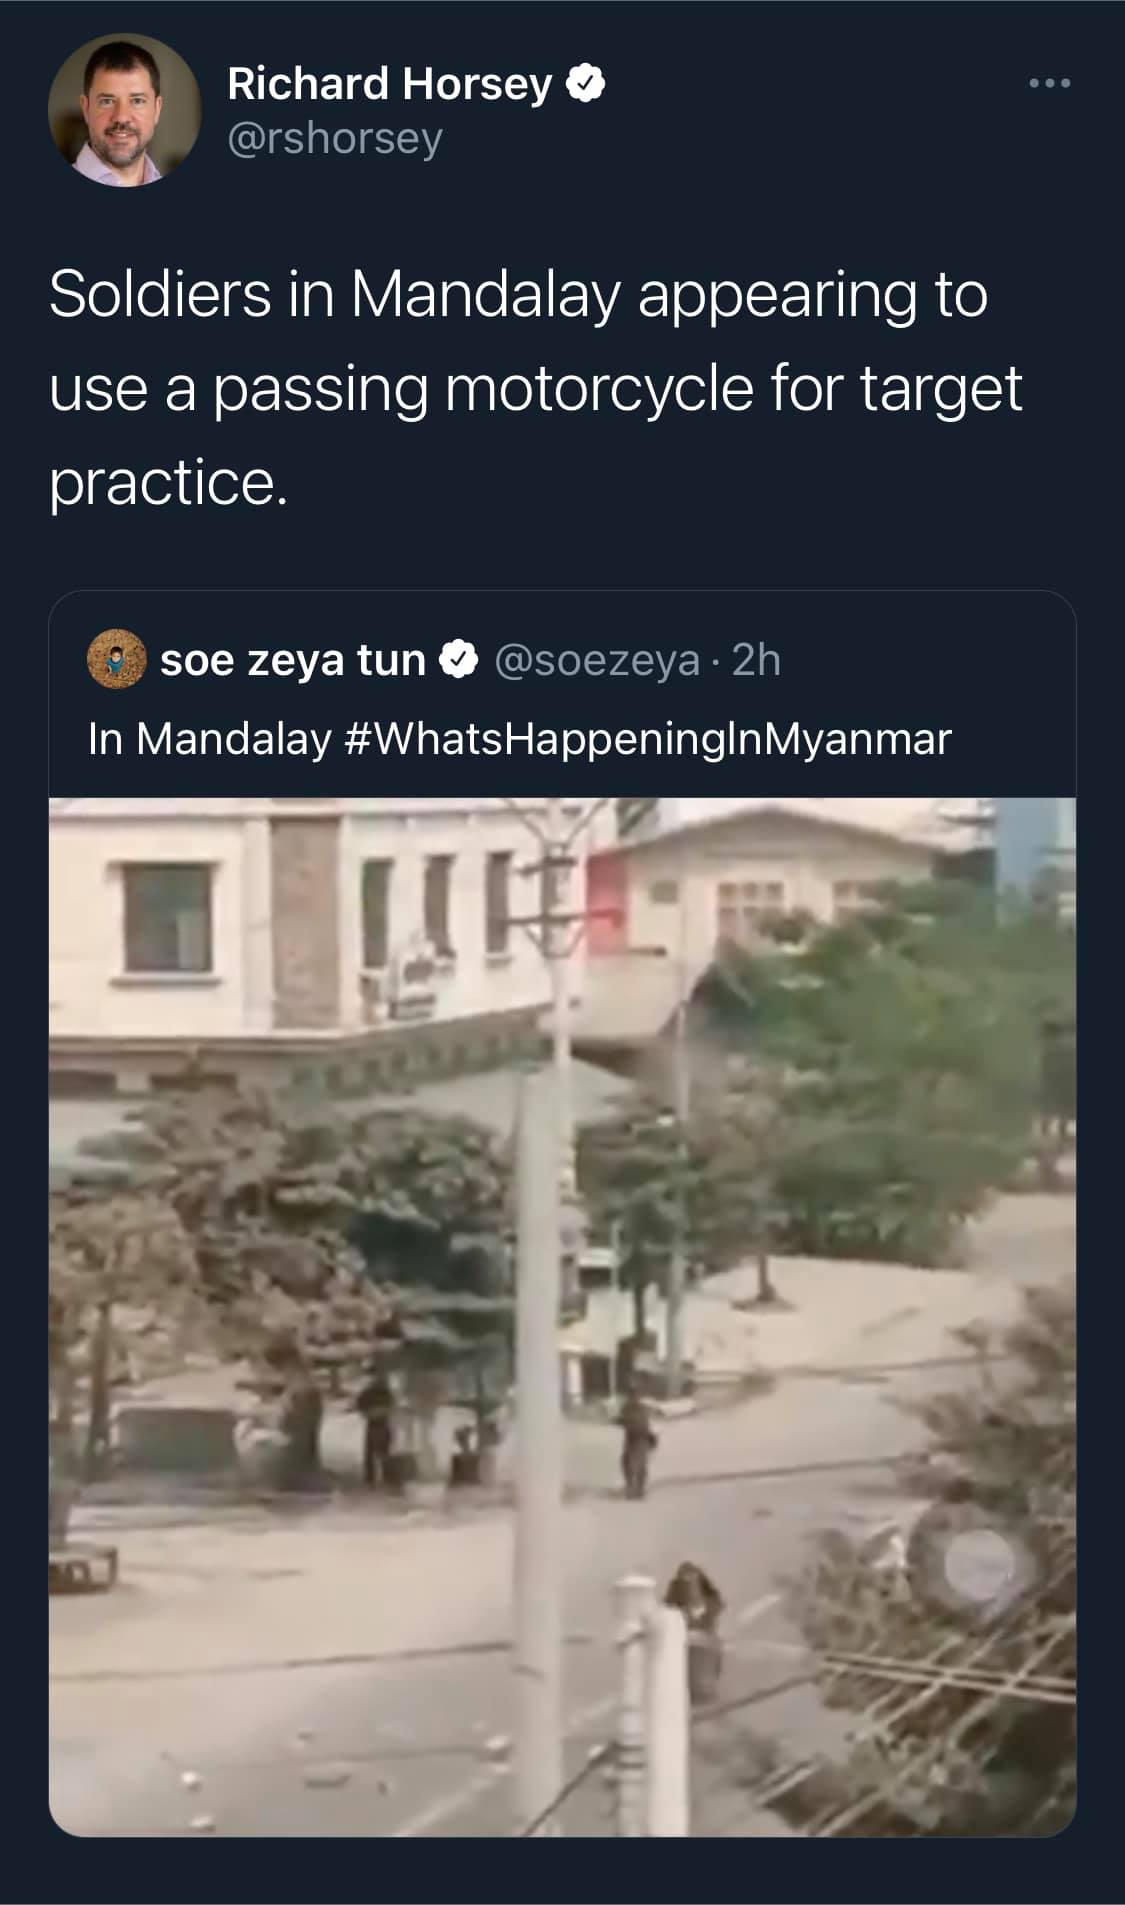 Richard Horsey
@rshorsey
Soldiers in Mandalay appearing to
use a passing motorcycle for target
practice.
soe zeya tun @soezeya · 2h
In Mandalay #WhatsHappeningInMyanmar